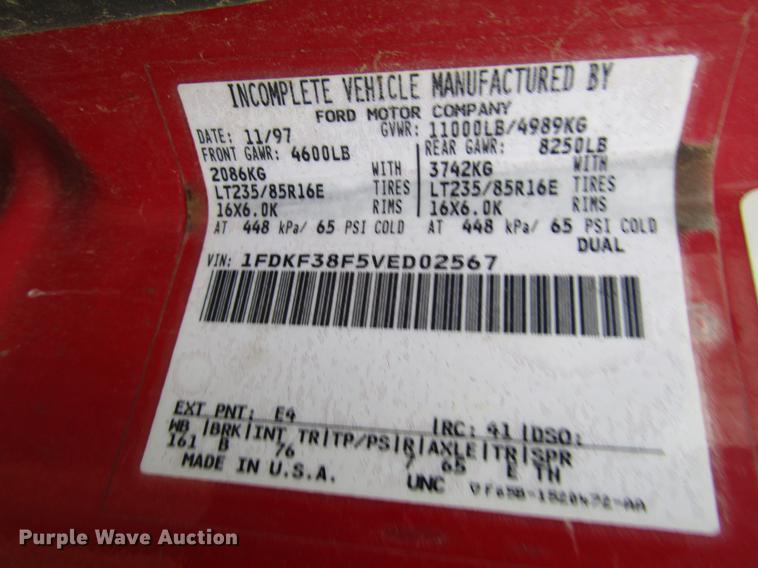 INCOMPLETE VEHICLE MANUFACTURED BY
FORD MOTOR COMPANY
DATE: 11/97 GVWR: 11000LB/4989KG
FRONT GAWR: 4600LB REAR GAWR: 8250LB
2086KG WITH 3742KG WITH
LT235/85R16E TIRES LT235/85R16E TIRES
16X6.0K RIMS 16X6.0K RIMS
AT 448 kPa/ 65 PSI COLD AT 448 kPa/ 65 PSI COLD
DUAL
VIN: 1FDKF38F5VED02567
EXT PNT: E4 RC: 41 DSO:
WB |BRK|INT TR|TP/PS|R|AXLE|TR|SPR
161 B 76 7 65 E TH
MADE IN U.S.A. UNC
Purple Wave Auction